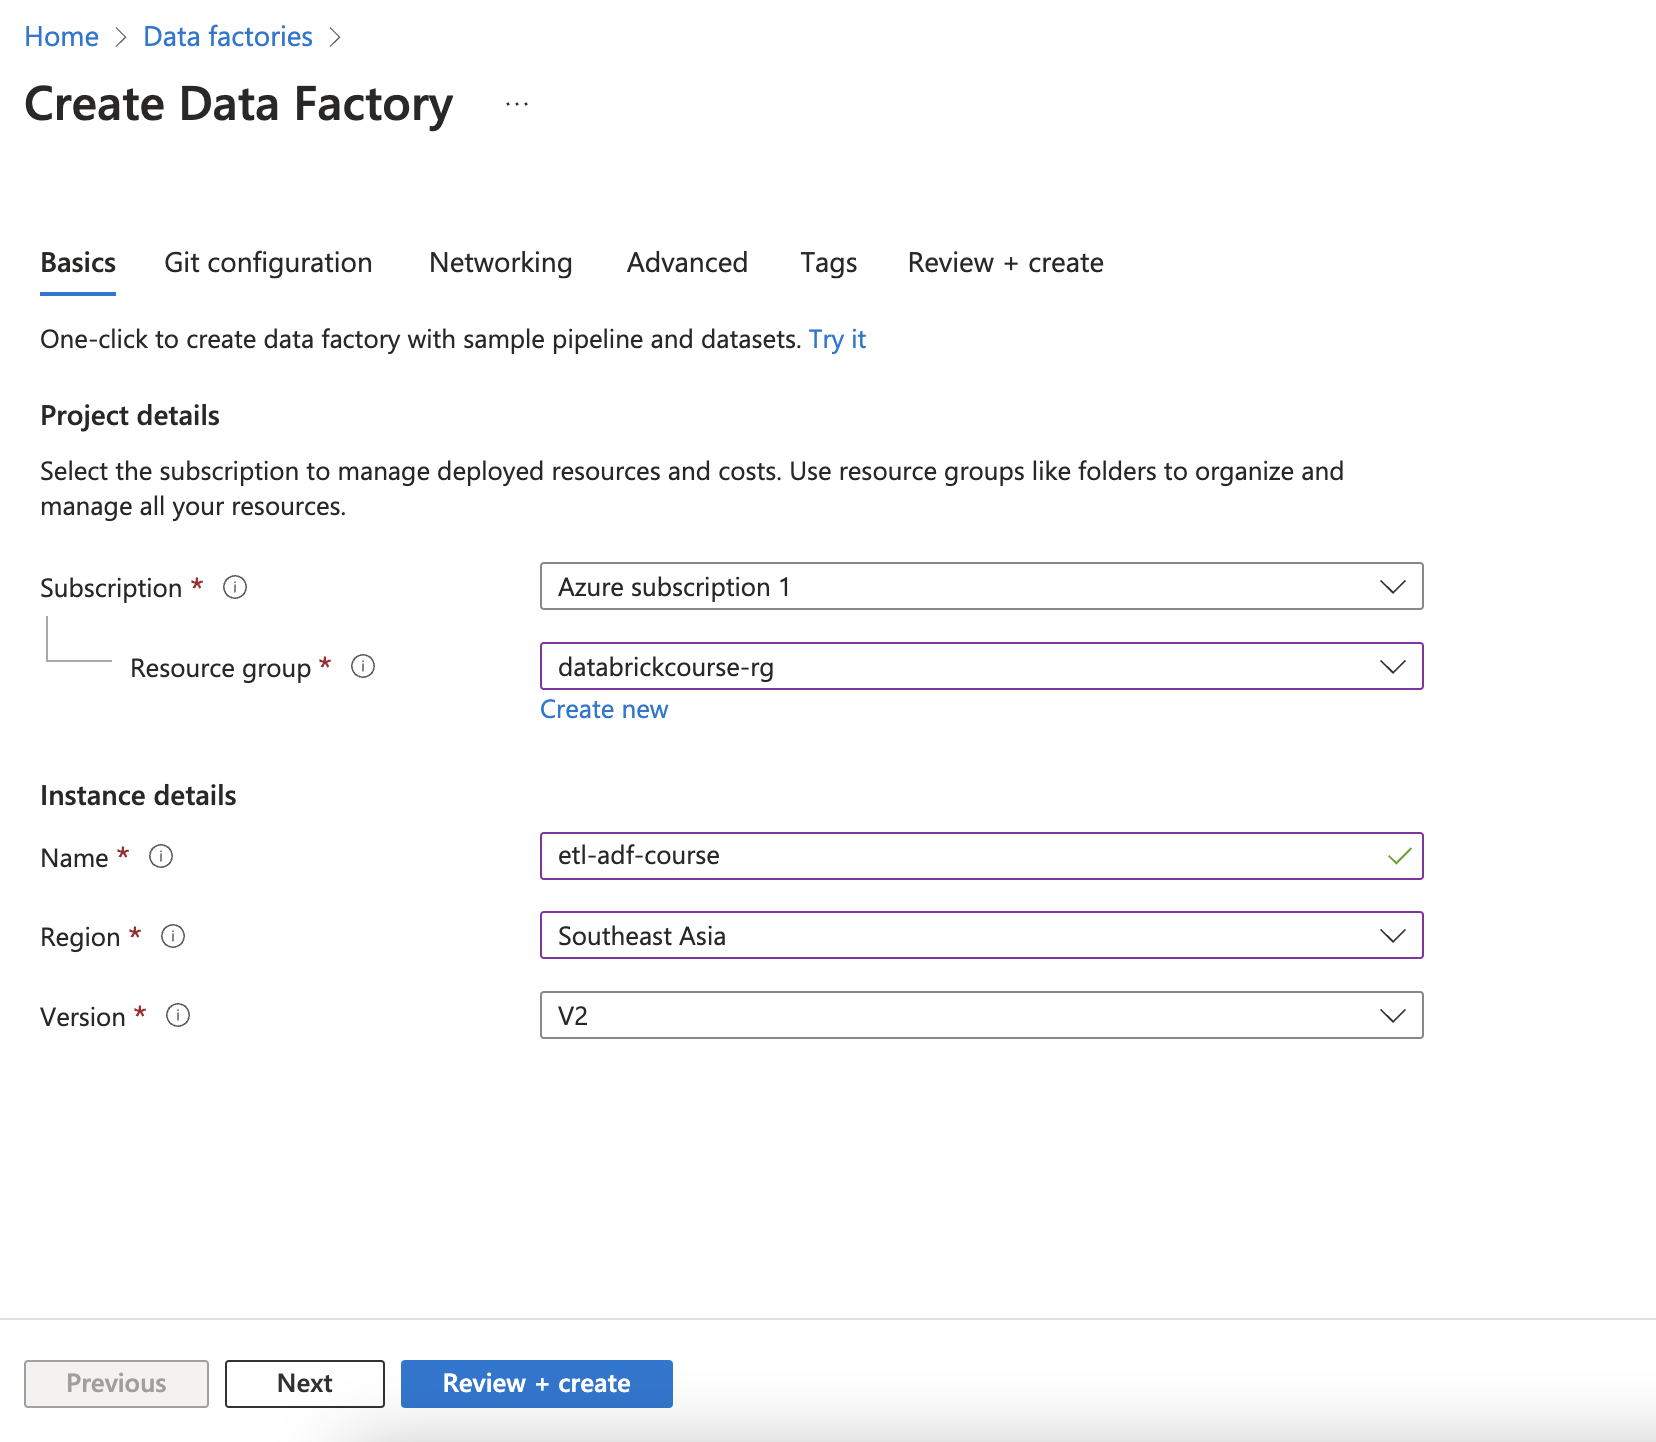 Home > Data factories >
Create Data Factory ...
Basics Git configuration Networking Advanced Tags Review + create
One-click to create data factory with sample pipeline and datasets. Try it
Project details
Select the subscription to manage deployed resources and costs. Use resource groups like folders to organize and
manage all your resources.
Subscription * Azure subscription 1
Resource group * databrickcourse-rg
Create new
Instance details
Name * etl-adf-course
Region * Southeast Asia
Version * V2
Previous Next Review + create